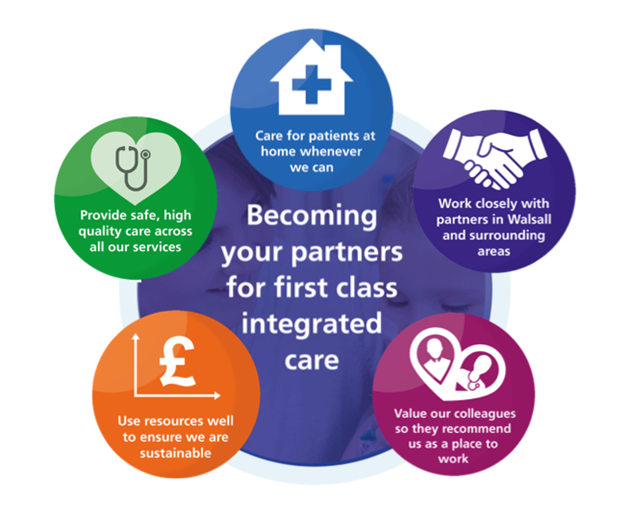 Care for patients at
home whenever
we can
Provide safe, high
quality care across
all our services
Work closely with
partners in Walsall
and surrounding
areas
Becoming
your partners
for first class
integrated
care
£
Use resources well
to ensure we are
sustainable
Value our colleagues
so they recommend
us as a place to
work